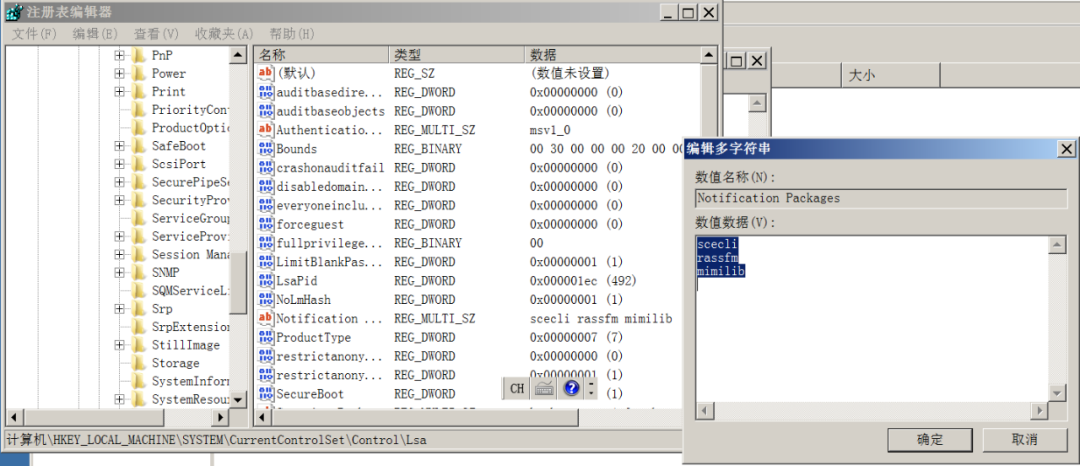 注册表编辑器
文件(F) 编辑(E) 查看(V) 收藏夹(A) 帮助(H)
PnP
Power
Print
PriorityCon
ProductOptio
SafeBoot
ScsiPort
SecurePipeSe
SecurityProv
ServiceGroup
ServiceProvi
Session Mana
SNMP
SQMServiceLi
Srp
SrpExtension
StillImage
Storage
SystemInform
SystemResour
名称 类型 数据
(默认) REG_SZ (数值未设置)
auditbasedire... REG_DWORD 0x00000000 (0)
auditbaseobjects REG_DWORD 0x00000000 (0)
Authenticatio... REG_MULTI_SZ msv1_0
Bounds REG_BINARY 00 30 00 00 00 20 00 00
crashonauditfail REG_DWORD 0x00000000 (0)
disabledomain... REG_DWORD 0x00000000 (0)
everyoneinclu... REG_DWORD 0x00000000 (0)
forceguest REG_DWORD 0x00000000 (0)
fullprivilege... REG_BINARY 00
LimitBlankPas... REG_DWORD 0x00000001 (1)
LsaPid REG_DWORD 0x000001ec (492)
NoLmHash REG_DWORD 0x00000001 (1)
Notification ... REG_MULTI_SZ scecli rassfm mimilib
ProductType REG_DWORD 0x00000007 (7)
restrictanony... REG_DWORD 0x00000000 (0)
restrictanony... REG_DWORD 0x00000001 (1)
SecureBoot REG_DWORD (1)
CH
计算机\HKEY_LOCAL_MACHINE\SYSTEM\CurrentControlSet\Control\Lsa
大小
编辑多字符串
数值名称(N):
Notification Packages
数值数据(V):
scecli
rassfm
mimilib
确定 取消